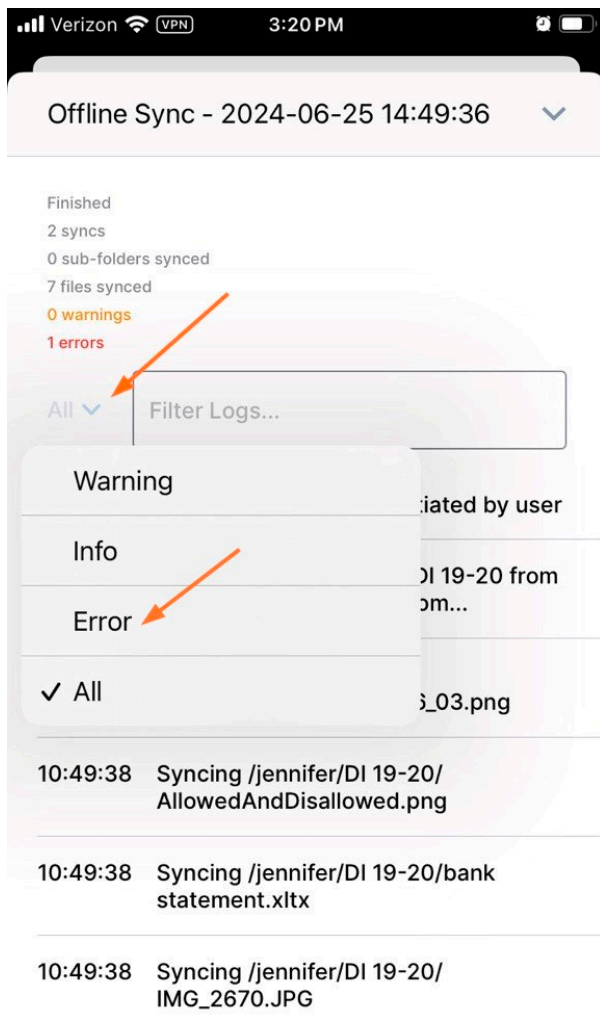 Verizon VPN 3:20 PM
Offline Sync - 2024-06-25 14:49:36
Finished
2 syncs
0 sub-folders synced
7 files synced
0 warnings
1 errors
All
Filter Logs...
Warning
Info
Error
All
by user
DI 19-20 from
_03.png
10:49:38 Syncing /jennifer/DI 19-20/
AllowedAndDisallowed.png
10:49:38 Syncing /jennifer/DI 19-20/bank
statement.xltx
10:49:38 Syncing /jennifer/DI 19-20/
IMG_2670.JPG